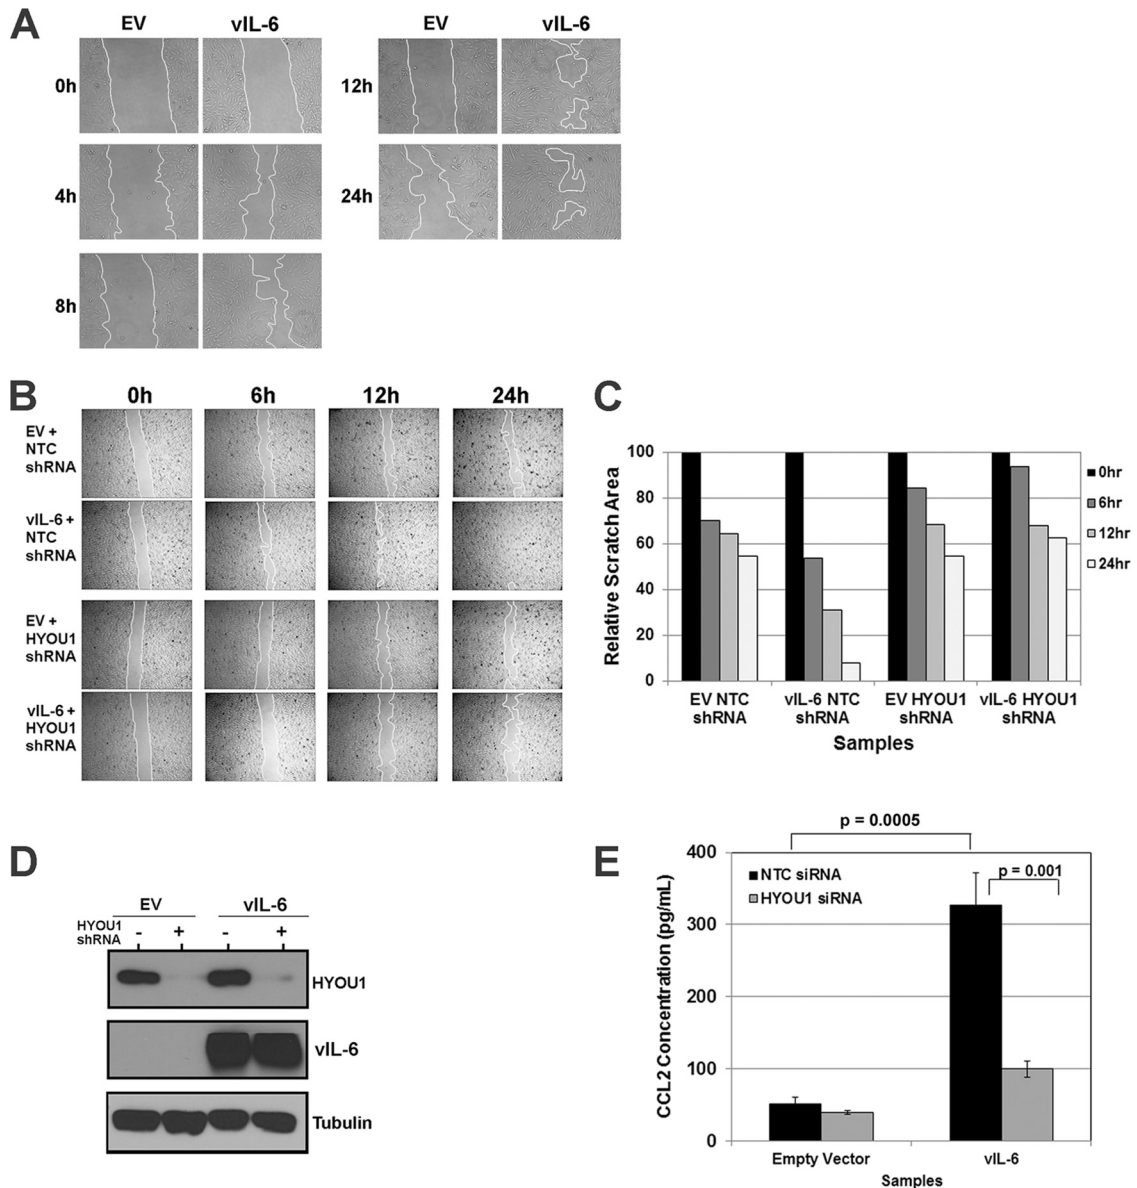 A
EV vIL-6 EV vIL-6
0h 12h
4h 24h
8h
B
0h 6h 12h 24h
EV +
NTC
shRNA
vIL-6 +
NTC
shRNA
EV +
HYOU1
shRNA
vIL-6 +
HYOU1
shRNA
C
Relative Scratch Area
100
80
60
40
20
0
0hr
6hr
12hr
24hr
EV NTC vIL-6 NTC EV HYOU1 vIL-6 HYOU1
shRNA shRNA shRNA shRNA
Samples
D
EV vIL-6
HYOU1
shRNA
- + - +
HYOU1
vIL-6
Tubulin
E
p = 0.0005
p = 0.001
NTC siRNA
HYOU1 siRNA
CCL2 Concentration (pg/mL)
400
300
200
100
0
Empty Vector vIL-6
Samples